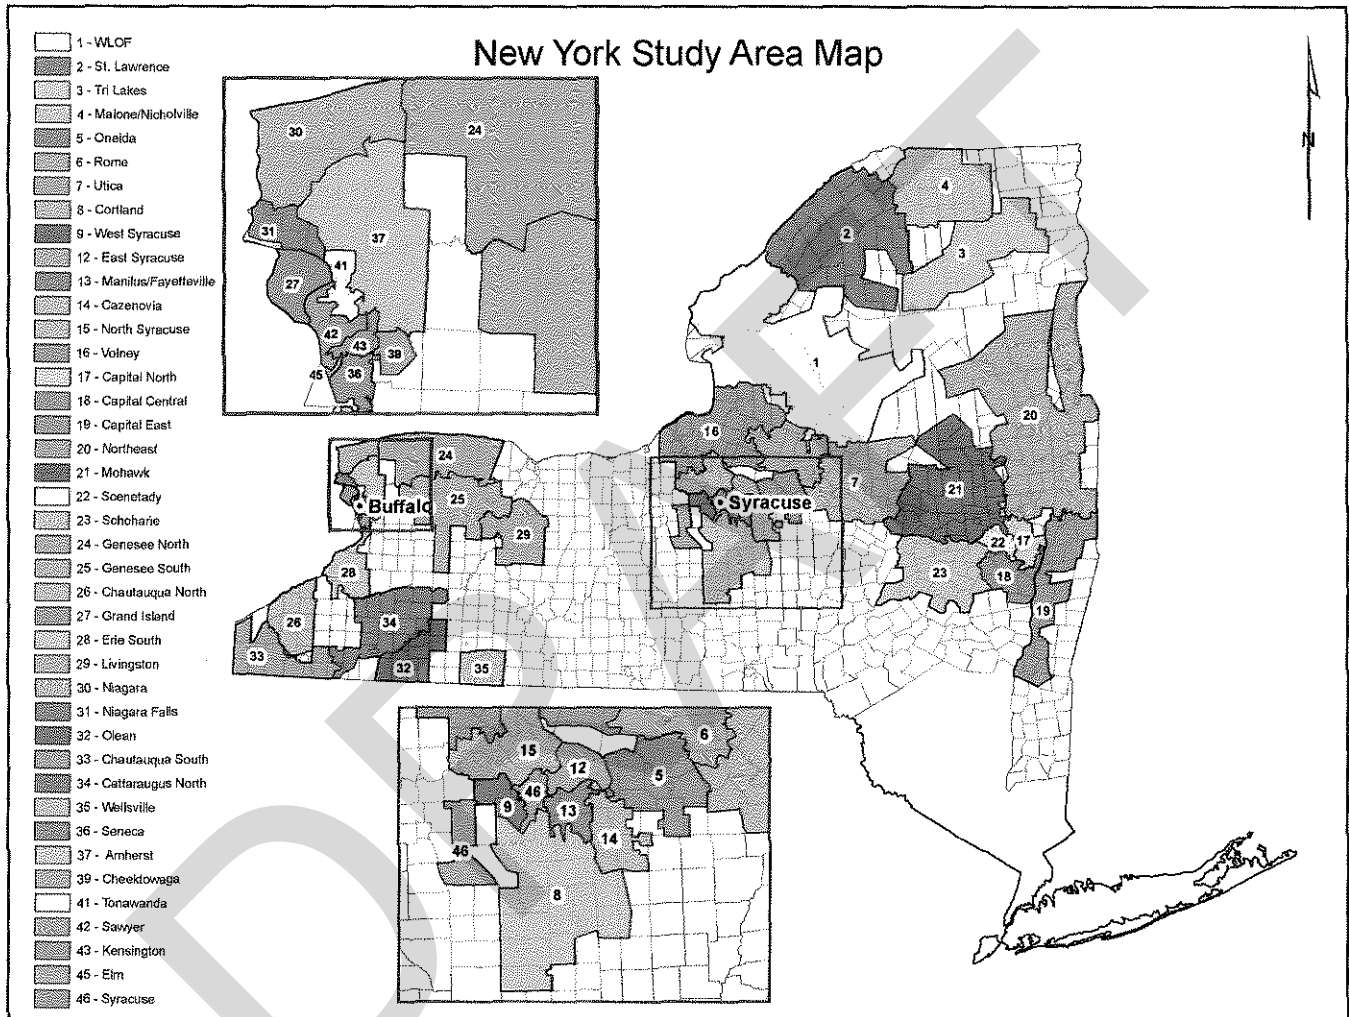 New York Study Area Map
1 - WLOF
2 - St. Lawrence
3 - Tri Lakes
4 - Malone/Nicholville
5 - Oneida
6 - Rome
7 - Utica
8 - Cortland
9 - West Syracuse
12 - East Syracuse
13 - Manilus/Fayetteville
14 - Cazenovia
15 - North Syracuse
16 - Volney
17 - Capital North
18 - Capital Central
19 - Capital East
20 - Northeast
21 - Mohawk
22 - Scenetady
23 - Schoharie
24 - Genesee North
25 - Genesee South
26 - Chautauqua North
27 - Grand Island
28 - Erie South
29 - Livingston
30 - Niagara
31 - Niagara Falls
32 - Olean
33 - Chautauqua South
34 - Cattaraugus North
35 - Wellsville
36 - Seneca
37 - Amherst
39 - Cheektowaga
41 - Tonawanda
42 - Sawyer
43 - Kensington
45 - Elm
46 - Syracuse
30
24
31
37
41
27
42
43
39
45
36
N
4
2
3
1
20
16
24
7
21
25
Buffalo
Syracuse
29
22
17
28
23
18
26
34
19
33
32
35
6
15
12
5
46
9
13
14
46
8
DRAFT